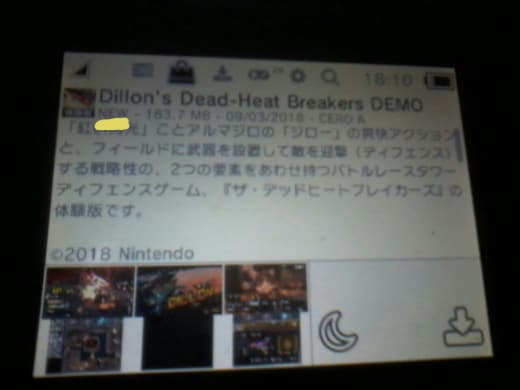 26
18:10
Dillon's Dead-Heat Breakers DEMO
NEW - 183.7 MB - 09/03/2018 - CERO A
「紅 」ことアルマジロの「ジロー」の爽快アクション
と、フィールドに武器を設置して敵を迎撃（ディフェンス）
する戦略性の、2つの要素をあわせ持つバトルレースタワー
ディフェンスゲーム、『ザ・デッドヒートブレイカーズ』の
体験版です。
©2018 Nintendo
DILLON